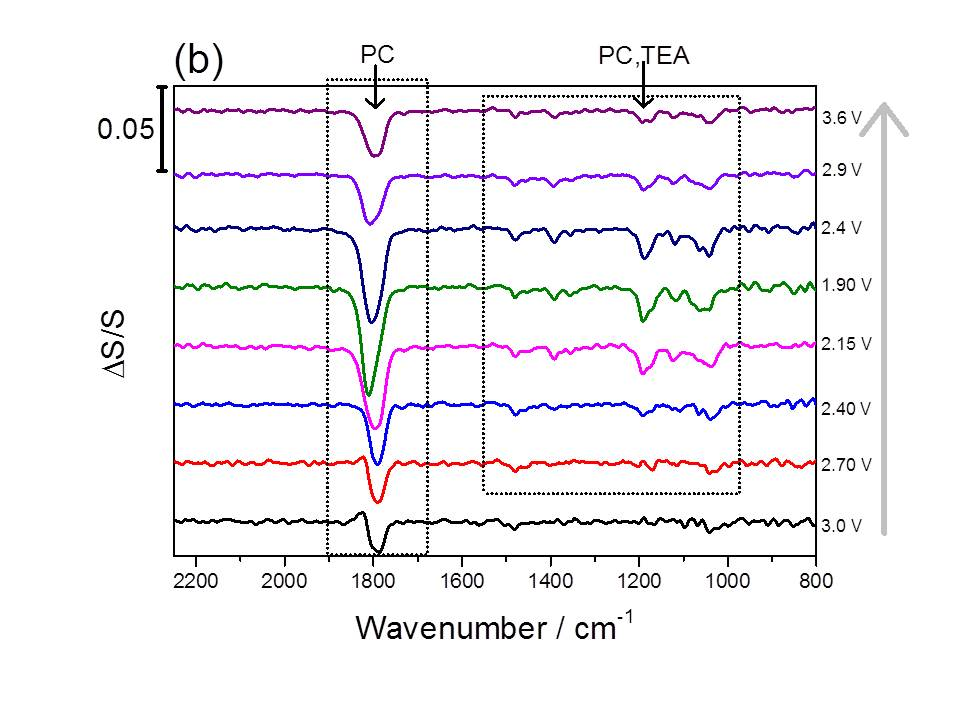 (b)
PC
PC,TEA
0.05
3.6 V
2.9 V
2.4 V
1.90 V
2.15 V
2.40 V
2.70 V
3.0 V
ΔS/S
2200 2000 1800 1600 1400 1200 1000 800
Wavenumber / cm-1